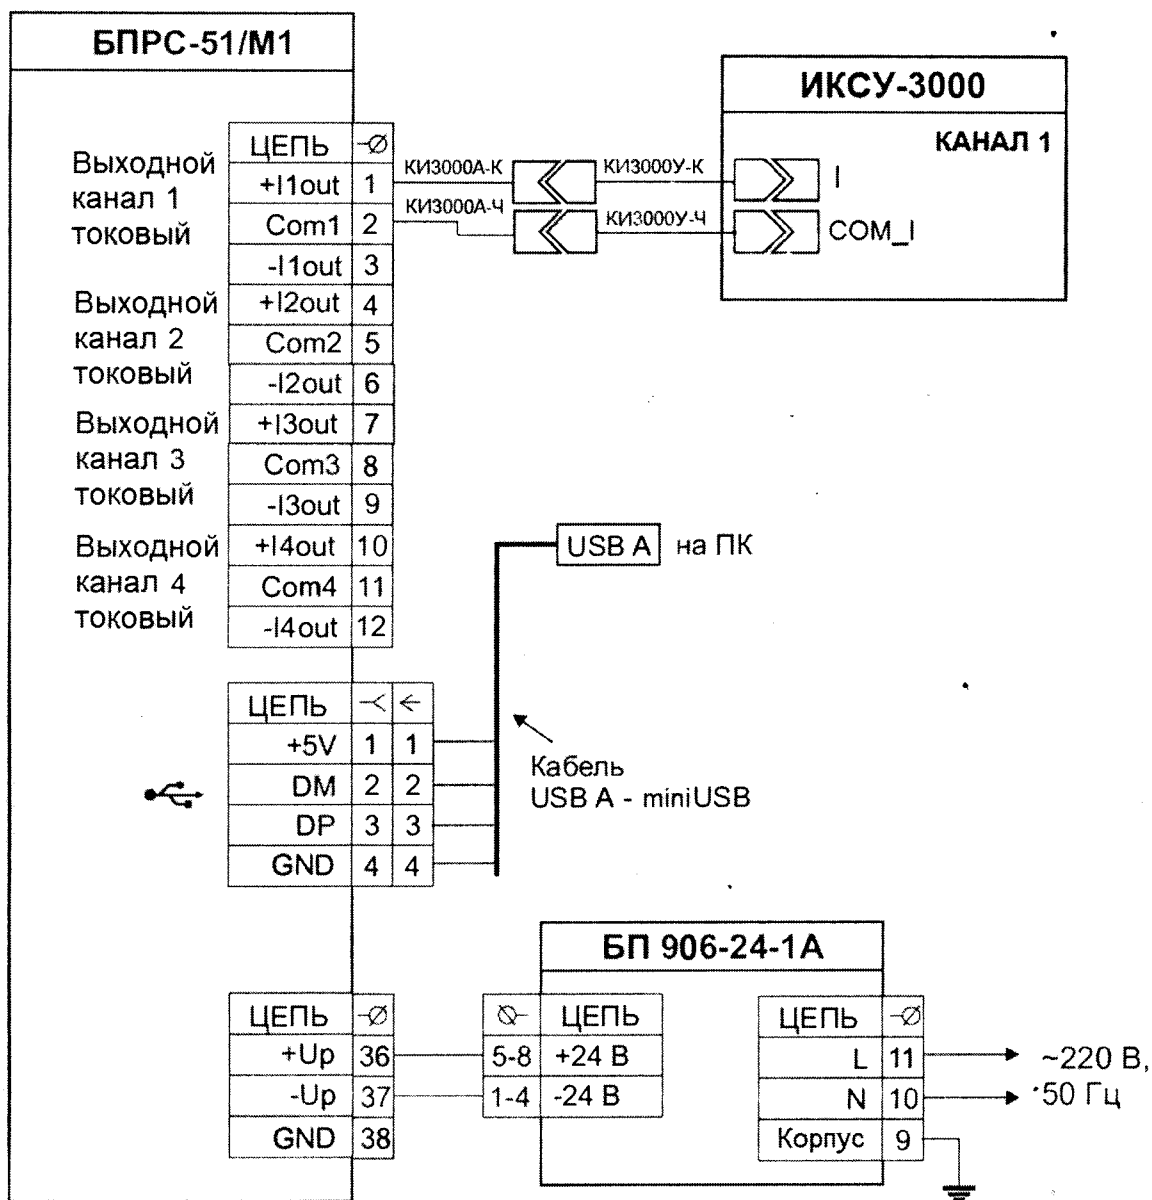 БПРС-51/М1
ИКСУ-3000
КАНАЛ 1
Выходной
канал 1
токовый
ЦЕПЬ
+I1out 1
Com1 2
-I1out 3
КИ3000А-К
КИ3000У-К
I
КИ3000А-Ч
КИ3000У-Ч
COM_I
Выходной
канал 2
токовый
+I2out 4
Com2 5
-I2out 6
Выходной
канал 3
токовый
+I3out 7
Com3 8
-I3out 9
Выходной
канал 4
токовый
+I4out 10
Com4 11
-I4out 12
USB A на ПК
ЦЕПЬ
+5V 1 1
DM 2 2
DP 3 3
GND 4 4
Кабель
USB A - miniUSB
БП 906-24-1А
ЦЕПЬ
+Up 36
-Up 37
GND 38
ЦЕПЬ
5-8 +24 В
1-4 -24 В
ЦЕПЬ
L 11
N 10
Корпус 9
~220 В,
50 Гц